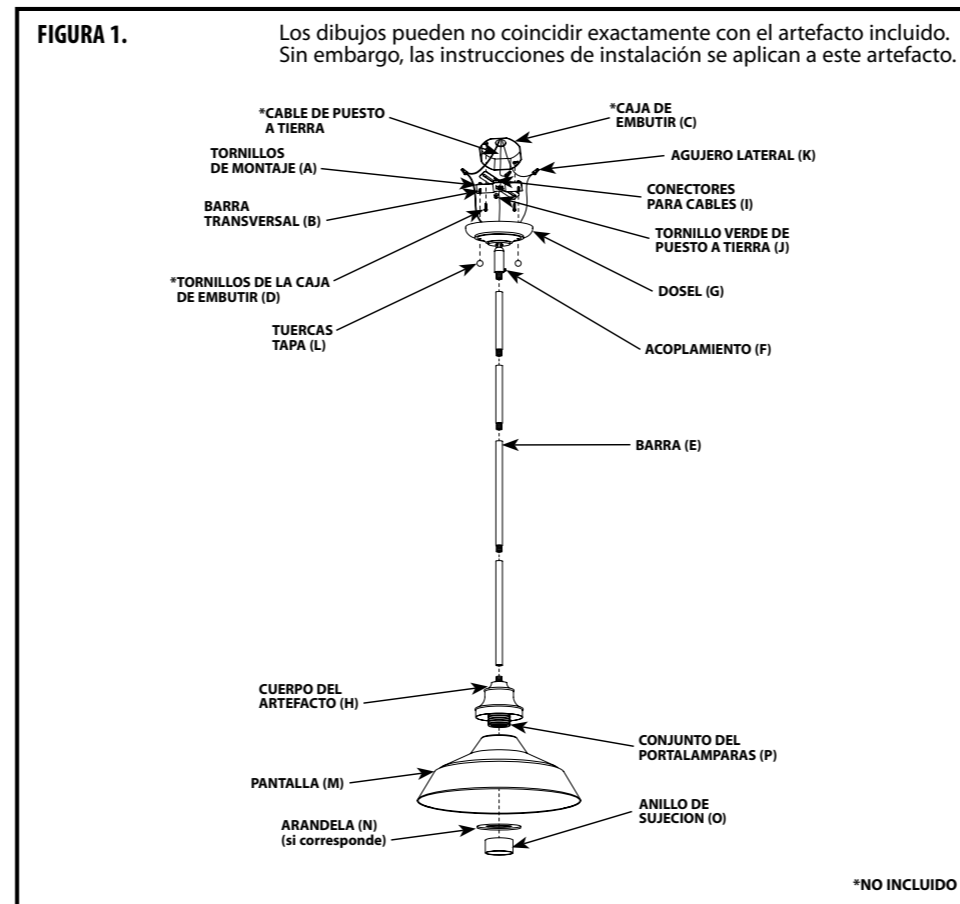 FIGURA 1.
Los dibujos pueden no coincidir exactamente con el artefacto incluido.
Sin embargo, las instrucciones de instalación se aplican a este artefacto.
*CABLE DE PUESTO
A TIERRA
*CAJA DE
EMBUTIR (C)
TORNILLOS
DE MONTAJE (A)
AGUJERO LATERAL (K)
BARRA
TRANSVERSAL (B)
CONECTORES
PARA CABLES (I)
TORNILLO VERDE DE
PUESTO A TIERRA (J)
*TORNILLOS DE LA CAJA
DE EMBUTIR (D)
DOSEL (G)
TUERCAS
TAPA (L)
ACOPLAMIENTO (F)
BARRA (E)
CUERPO DEL
ARTEFACTO (H)
CONJUNTO DEL
PORTALAMPARAS (P)
PANTALLA (M)
ANILLO DE
SUJECION (O)
ARANDELA (N)
(si corresponde)
*NO INCLUIDO